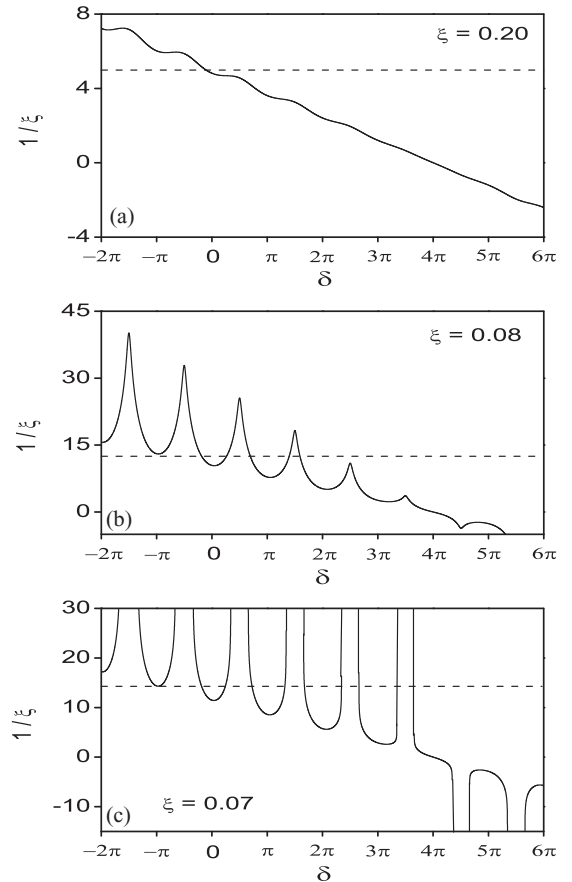 8
ξ = 0.20
4
1/ξ
0
(a)
-4
−2π −π 0 π 2π 3π 4π 5π 6π
δ
45
ξ = 0.08
30
1/ξ
15
0
(b)
−2π −π 0 π 2π 3π 4π 5π 6π
δ
30
20
1/ξ
10
0
-10
(c)
ξ = 0.07
−2π −π 0 π 2π 3π 4π 5π 6π
δ